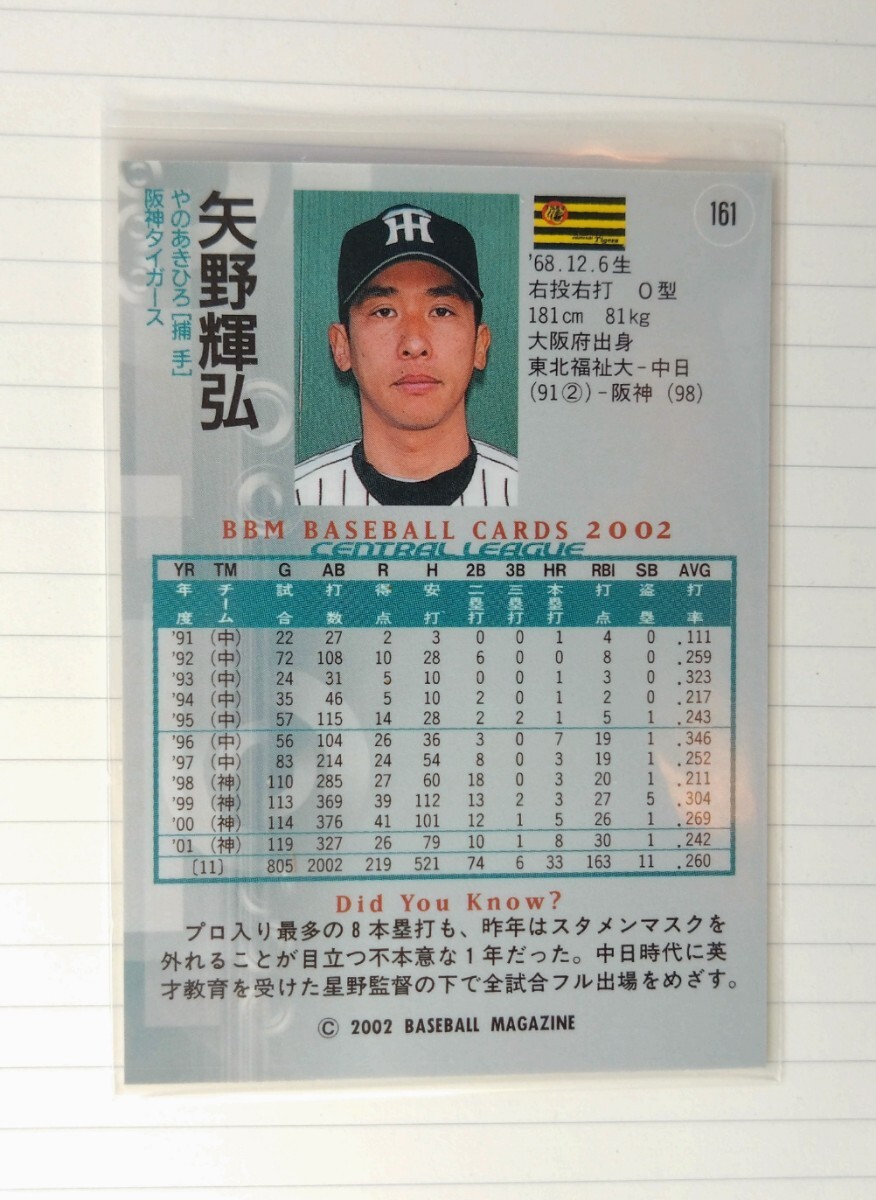 161
矢野輝弘
やのあきひろ［捕手］
阪神タイガース
Tigers
'68.12.6生
右投右打 O型
181cm 81kg
大阪府出身
東北福祉大-中日
(91②)-阪神 (98)
BBM BASEBALL CARDS 2002
CENTRAL LEAGUE
YR TM G AB R H 2B 3B HR RBI SB AVG
年度 チーム 試合 打数 得点 安打 二塁打 三塁打 本塁打 打点 盗塁 打率
'91 (中) 22 27 2 3 0 0 1 4 0 .111
'92 (中) 72 108 10 28 6 0 0 8 0 .259
'93 (中) 24 31 5 10 0 0 1 3 0 .323
'94 (中) 35 46 5 10 2 0 1 2 0 .217
'95 (中) 57 115 14 28 2 2 1 5 1 .243
'96 (中) 56 104 26 36 3 0 7 19 1 .346
'97 (中) 83 214 24 54 8 0 3 19 1 .252
'98 (神) 110 285 27 60 18 0 3 20 1 .211
'99 (神) 113 369 39 112 13 2 3 27 5 .304
'00 (神) 114 376 41 101 12 1 5 26 1 .269
'01 (神) 119 327 26 79 10 1 8 30 1 .242
〔11〕 805 2002 219 521 74 6 33 163 11 .260
Did You Know?
プロ入り最多の8本塁打も、昨年はスタメンマスクを
外れることが目立つ不本意な1年だった。中日時代に英
才教育を受けた星野監督の下で全試合フル出場をめざす。
© 2002 BASEBALL MAGAZINE